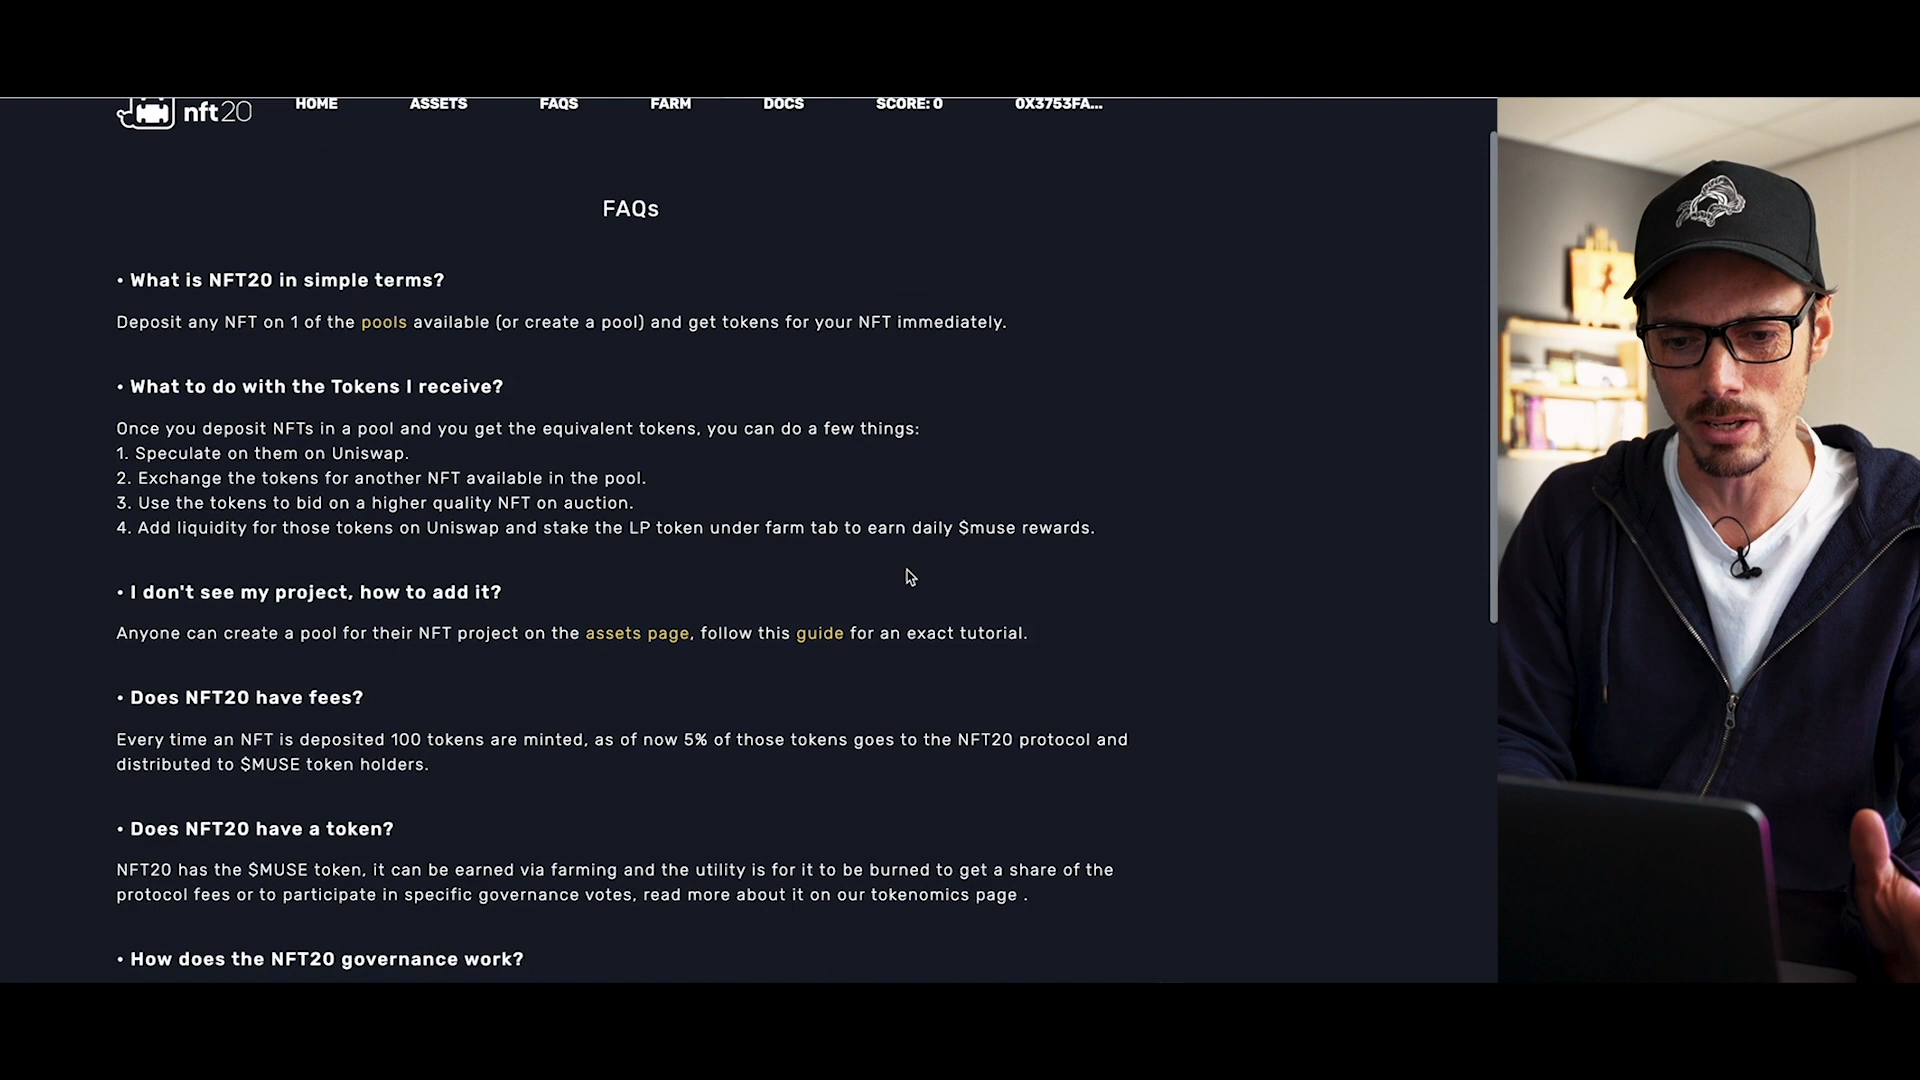 nft20
HOME ASSETS FAQS FARM DOCS SCORE: 0 0X3753FA...
FAQs
• What is NFT20 in simple terms?
Deposit any NFT on 1 of the pools available (or create a pool) and get tokens for your NFT immediately.
• What to do with the Tokens I receive?
Once you deposit NFTs in a pool and you get the equivalent tokens, you can do a few things:
1. Speculate on them on Uniswap.
2. Exchange the tokens for another NFT available in the pool.
3. Use the tokens to bid on a higher quality NFT on auction.
4. Add liquidity for those tokens on Uniswap and stake the LP token under farm tab to earn daily $muse rewards.
• I don't see my project, how to add it?
Anyone can create a pool for their NFT project on the assets page, follow this guide for an exact tutorial.
• Does NFT20 have fees?
Every time an NFT is deposited 100 tokens are minted, as of now 5% of those tokens goes to the NFT20 protocol and
distributed to $MUSE token holders.
• Does NFT20 have a token?
NFT20 has the $MUSE token, it can be earned via farming and the utility is for it to be burned to get a share of the
protocol fees or to participate in specific governance votes, read more about it on our tokenomics page .
• How does the NFT20 governance work?